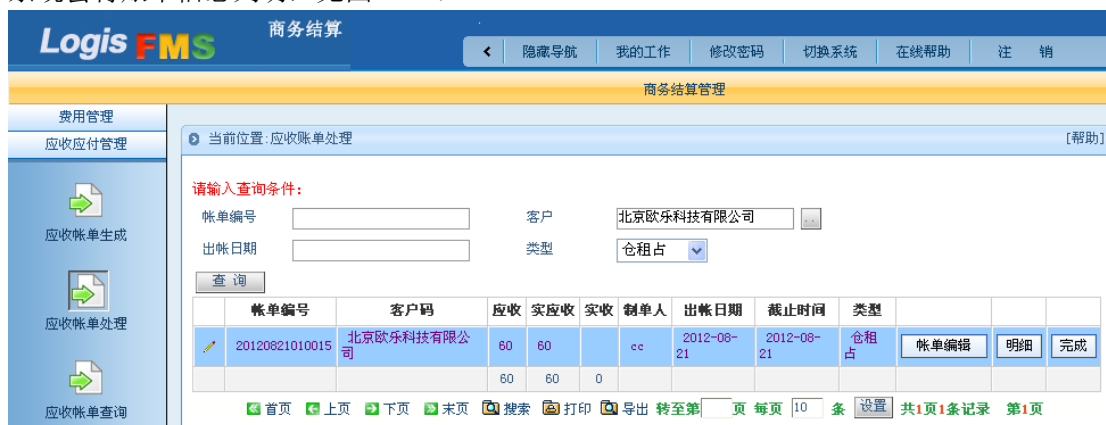 商务结算
Logis FMS
隐藏导航 我的工作 修改密码 切换系统 在线帮助 注 销
商务结算管理
费用管理
应收应付管理
当前位置:应收账单处理 [帮助]
请输入查询条件:
帐单编号 客户 北京欧乐科技有限公司 ..
应收帐单生成
出帐日期 类型 仓租占
查 询
帐单编号 客户码 应收 实应收 实收 制单人 出帐日期 截止时间 类型
应收帐单处理
20120821010015 北京欧乐科技有限公司 60 60 cc 2012-08-21 2012-08-21 仓租占 帐单编辑 明细 完成
60 60 0
应收帐单查询
首页 上页 下页 末页 搜索 打印 导出 转至第 页 每页 10 条 设置 共1页1条记录 第1页